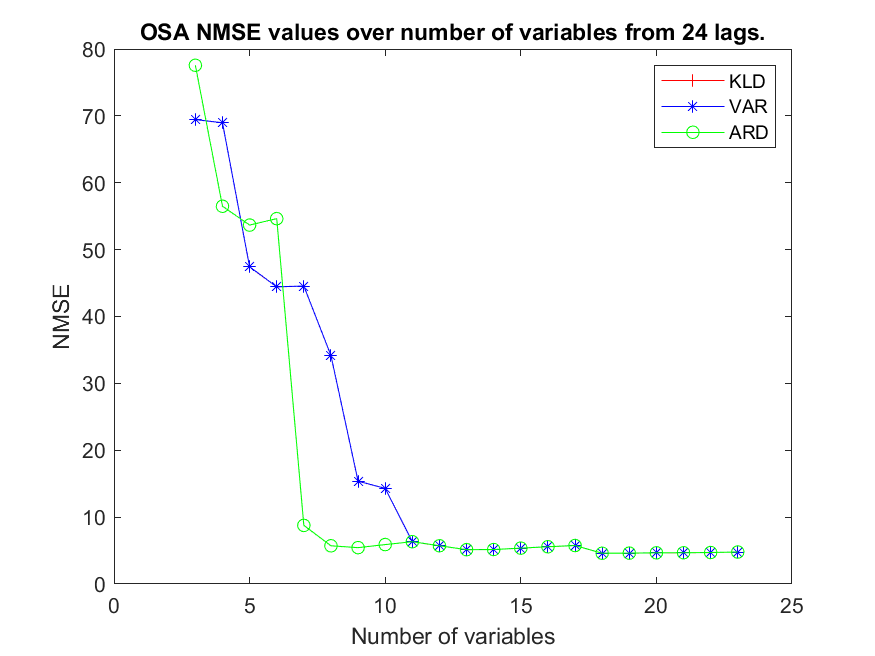 OSA NMSE values over number of variables from 24 lags.
80
70
60
50
40
30
20
10
0
NMSE
KLD
VAR
ARD
0 5 10 15 20 25
Number of variables